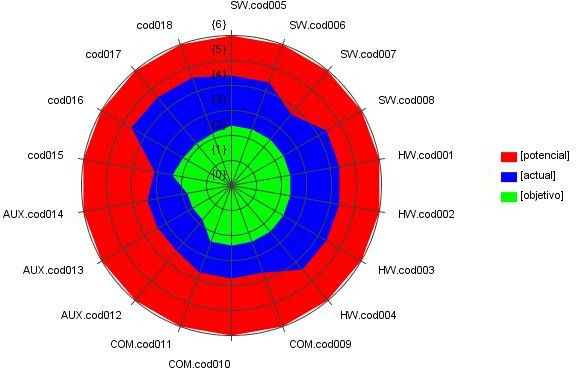 SW.cod005
cod018
{6}
SW.cod006
cod017
{5}
SW.cod007
{4}
cod016
{3}
SW.cod008
{2}
cod015
{1}
HW.cod001
[potencial]
{0}
[actual]
[objetivo]
AUX.cod014
HW.cod002
AUX.cod013
HW.cod003
AUX.cod012
HW.cod004
COM.cod011
COM.cod009
COM.cod010